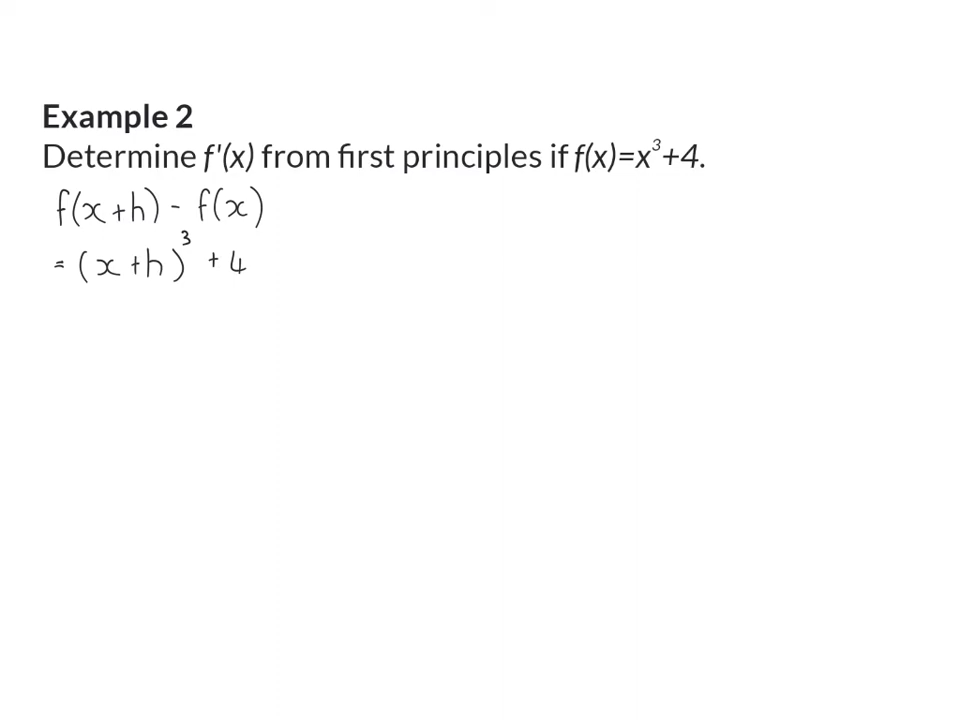 Example 2
Determine f'(x) from first principles if f(x)=x³+4.
f(x+h) - f(x)
= (x+h)³ + 4